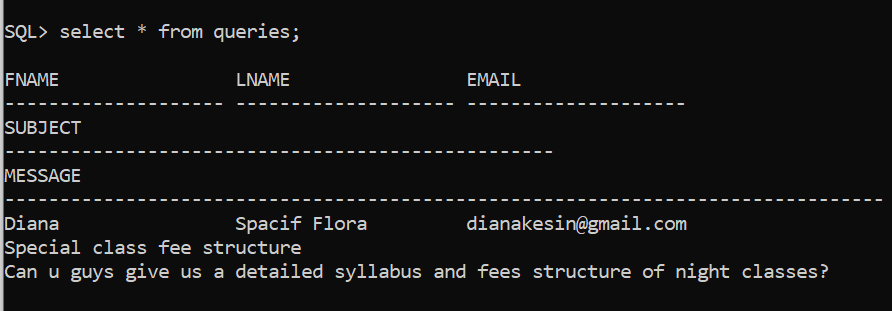 SQL> select * from queries;
FNAME                LNAME                EMAIL
-------------------- -------------------- --------------------
SUBJECT
--------------------------------------------------
MESSAGE
--------------------------------------------------------------------------------
Diana                Spacif Flora         dianakesin@gmail.com
Special class fee structure
Can u guys give us a detailed syllabus and fees structure of night classes?